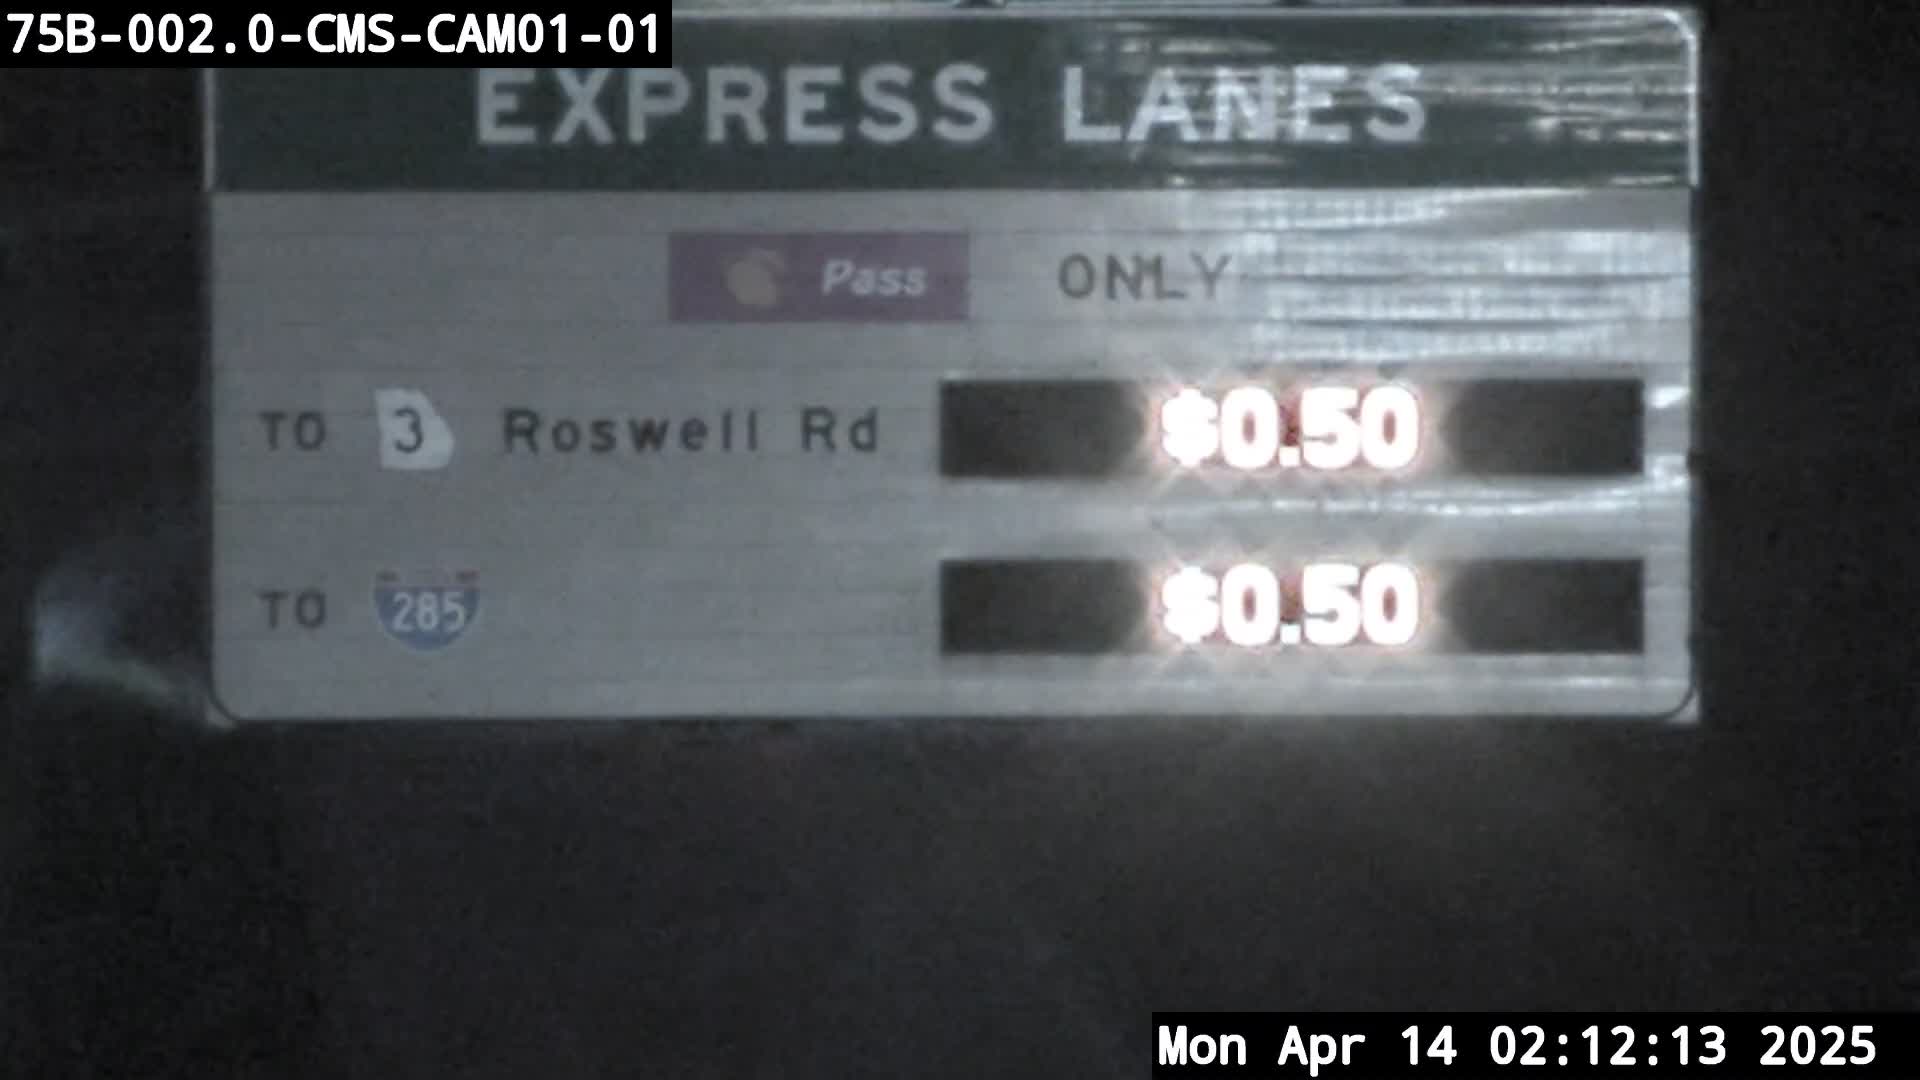 75B-002.0-CMS-CAM01-01
EXPRESS LANES
Pass ONLY
TO 3 Roswell Rd $0.50
TO 285 $0.50
Mon Apr 14 02:12:13 2025